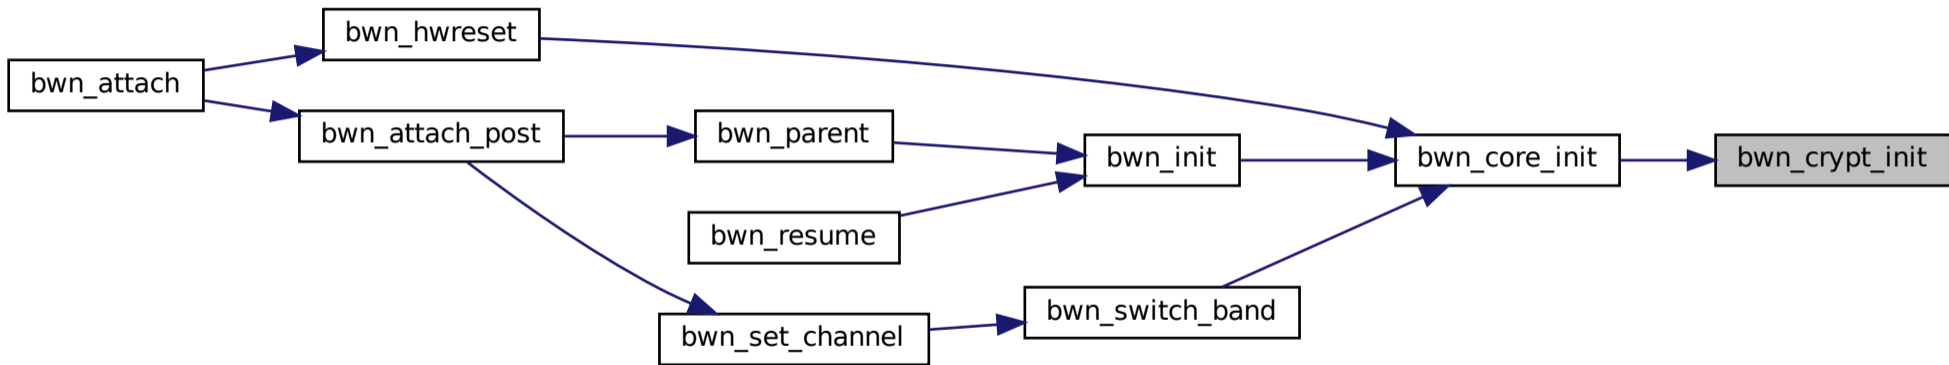 bwn_hwreset
bwn_attach
bwn_attach_post
bwn_parent
bwn_init
bwn_core_init
bwn_crypt_init
bwn_resume
bwn_switch_band
bwn_set_channel